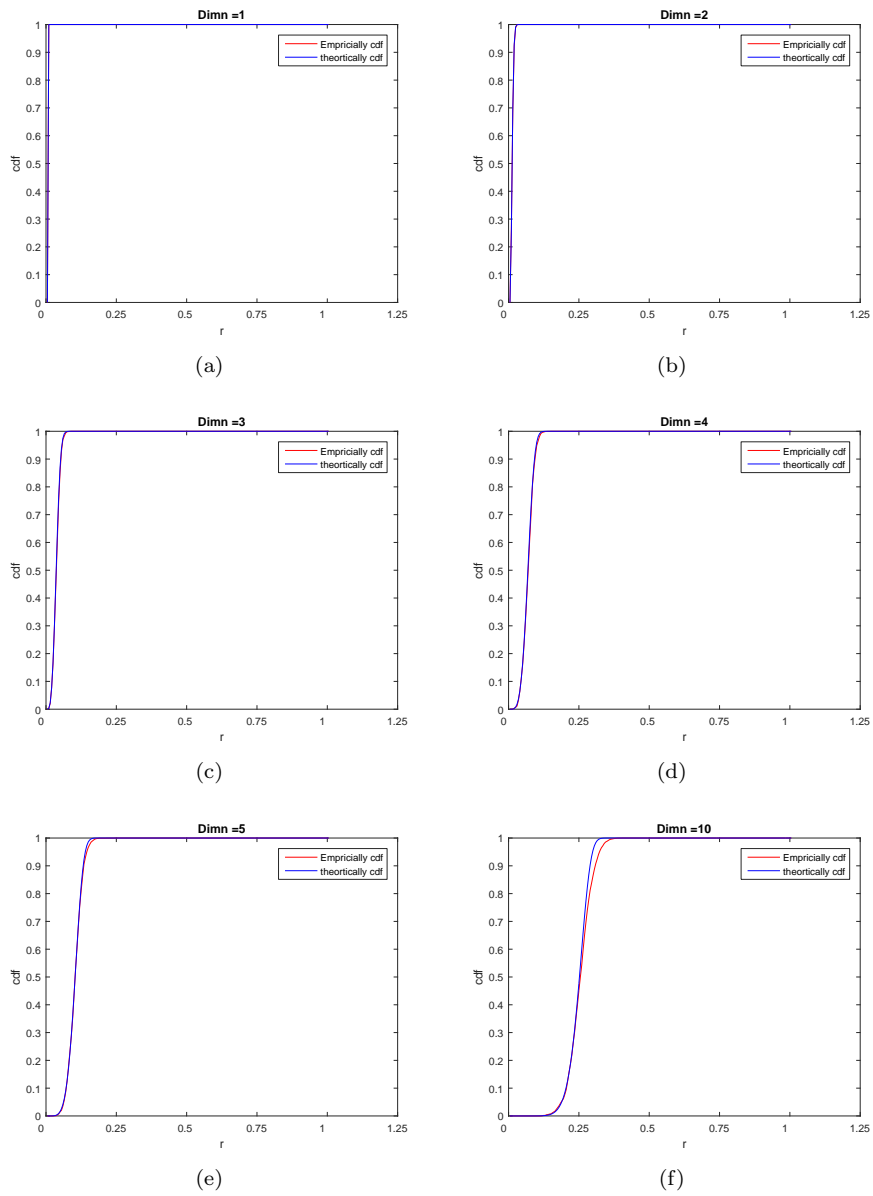 Dimn =1
1
0.9
0.8
0.7
0.6
0.5
0.4
0.3
0.2
0.1
0
cdf
0 0.25 0.5 0.75 1 1.25
r
Empricially cdf
theortically cdf
(a)
Dimn =2
1
0.9
0.8
0.7
0.6
0.5
0.4
0.3
0.2
0.1
0
cdf
0 0.25 0.5 0.75 1 1.25
r
Empricially cdf
theortically cdf
(b)
Dimn =3
1
0.9
0.8
0.7
0.6
0.5
0.4
0.3
0.2
0.1
0
cdf
0 0.25 0.5 0.75 1 1.25
r
Empricially cdf
theortically cdf
(c)
Dimn =4
1
0.9
0.8
0.7
0.6
0.5
0.4
0.3
0.2
0.1
0
cdf
0 0.25 0.5 0.75 1 1.25
r
Empricially cdf
theortically cdf
(d)
Dimn =5
1
0.9
0.8
0.7
0.6
0.5
0.4
0.3
0.2
0.1
0
cdf
0 0.25 0.5 0.75 1 1.25
r
Empricially cdf
theortically cdf
(e)
Dimn =10
1
0.9
0.8
0.7
0.6
0.5
0.4
0.3
0.2
0.1
0
cdf
0 0.25 0.5 0.75 1 1.25
r
Empricially cdf
theortically cdf
(f)